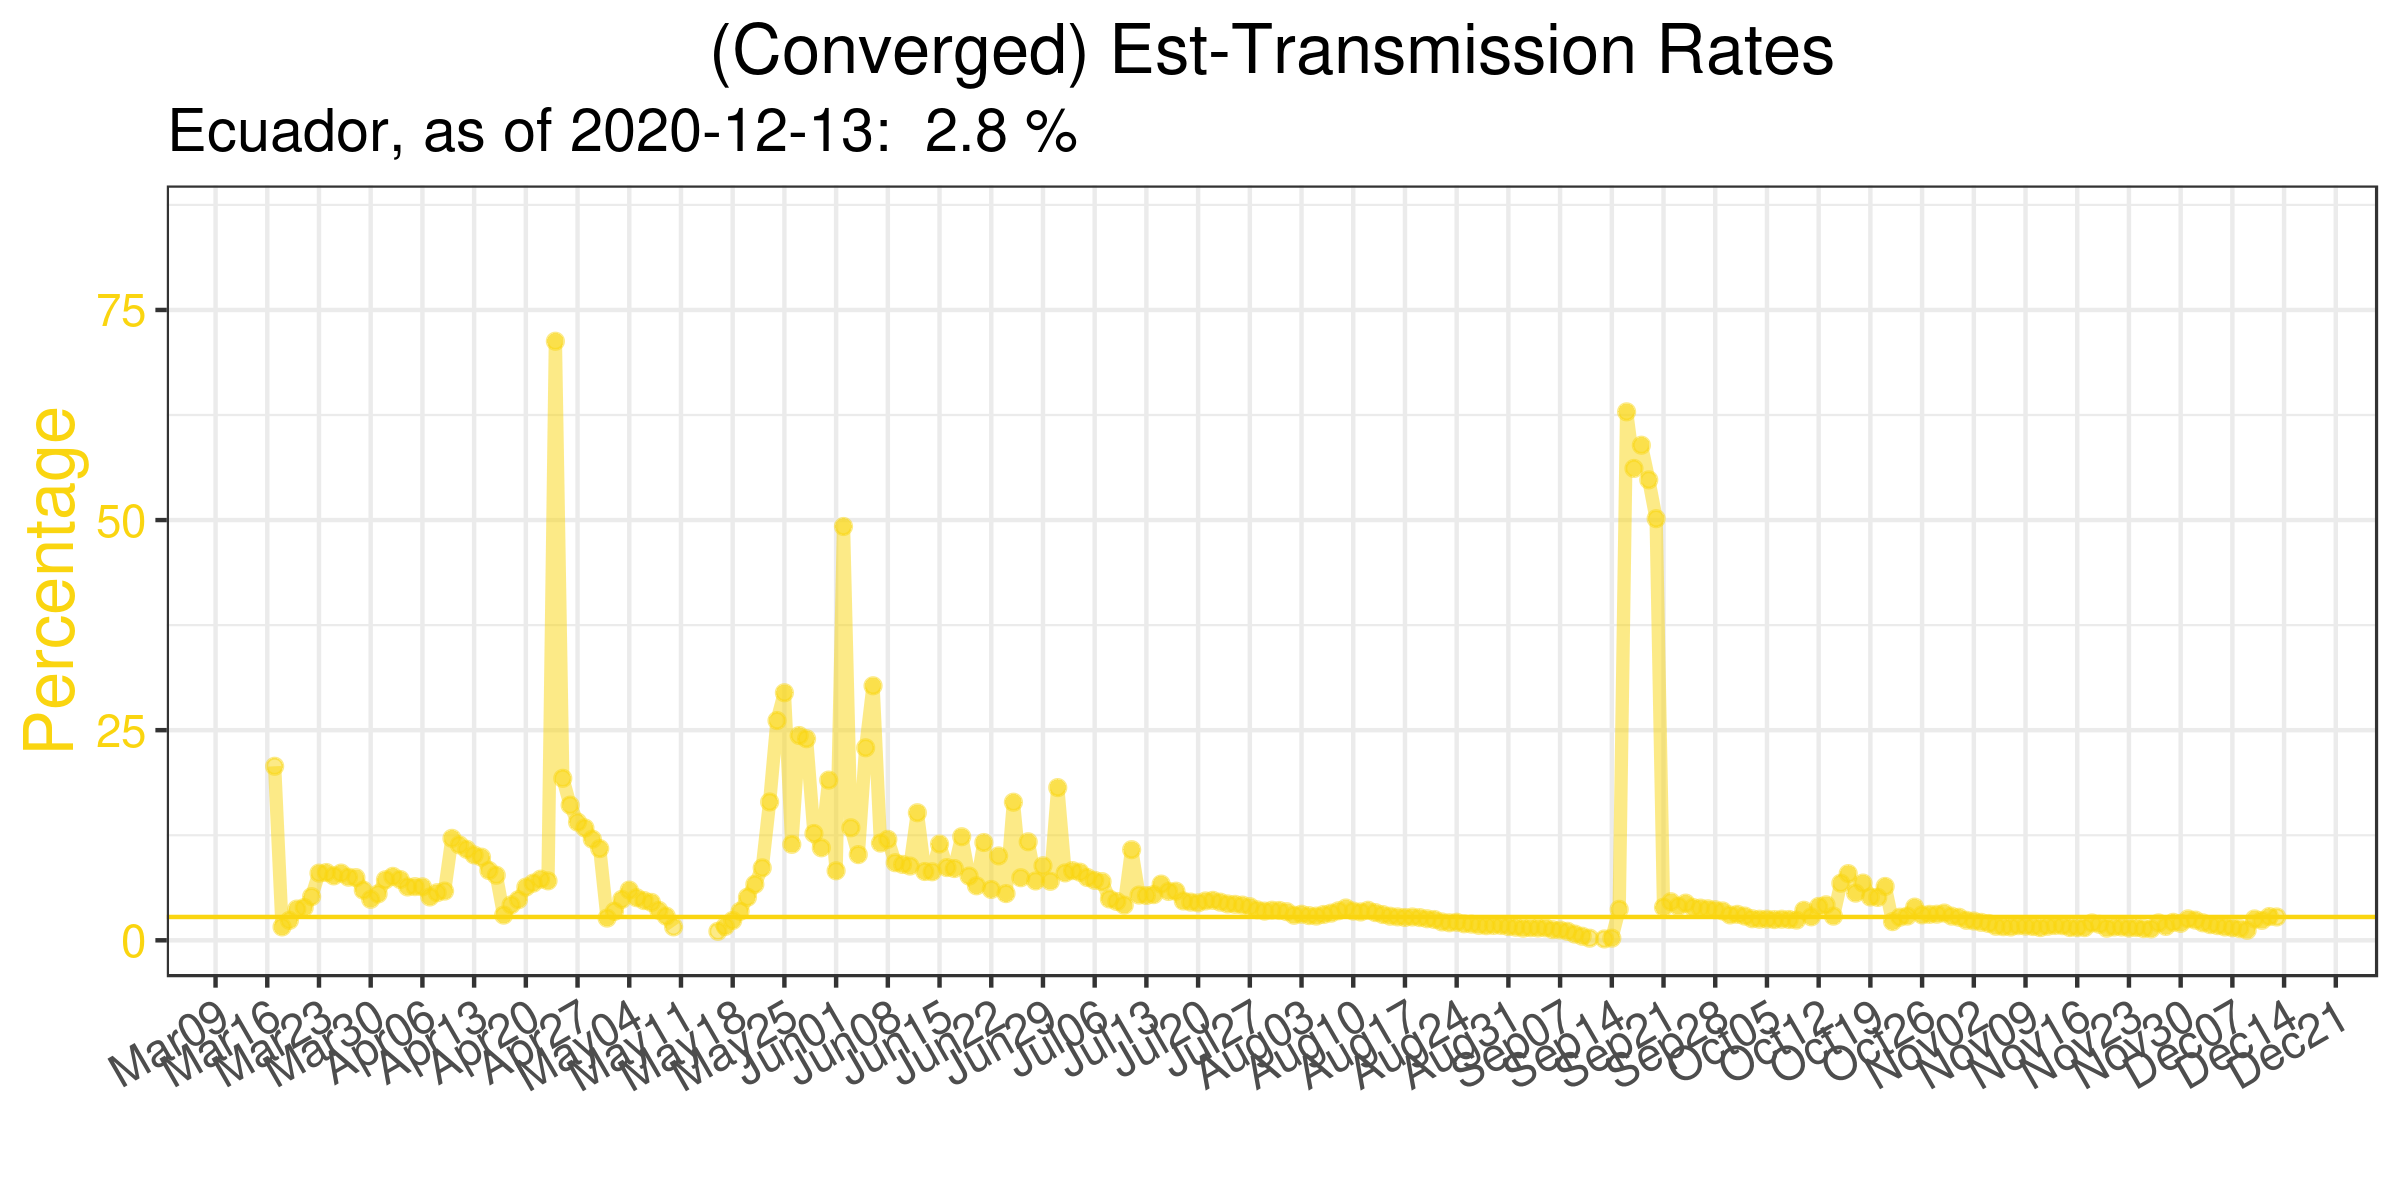 (Converged) Est-Transmission Rates
Ecuador, as of 2020-12-13:  2.8 %
Percentage
75
50
25
0
Mar09
Mar16
Mar23
Mar30
Apr06
Apr13
Apr20
Apr27
May04
May11
May18
May25
Jun01
Jun08
Jun15
Jun22
Jun29
Jul06
Jul13
Jul20
Jul27
Aug03
Aug10
Aug17
Aug24
Aug31
Sep07
Sep14
Sep21
Sep28
Oct05
Oct12
Oct19
Oct26
Nov02
Nov09
Nov16
Nov23
Nov30
Dec07
Dec14
Dec21